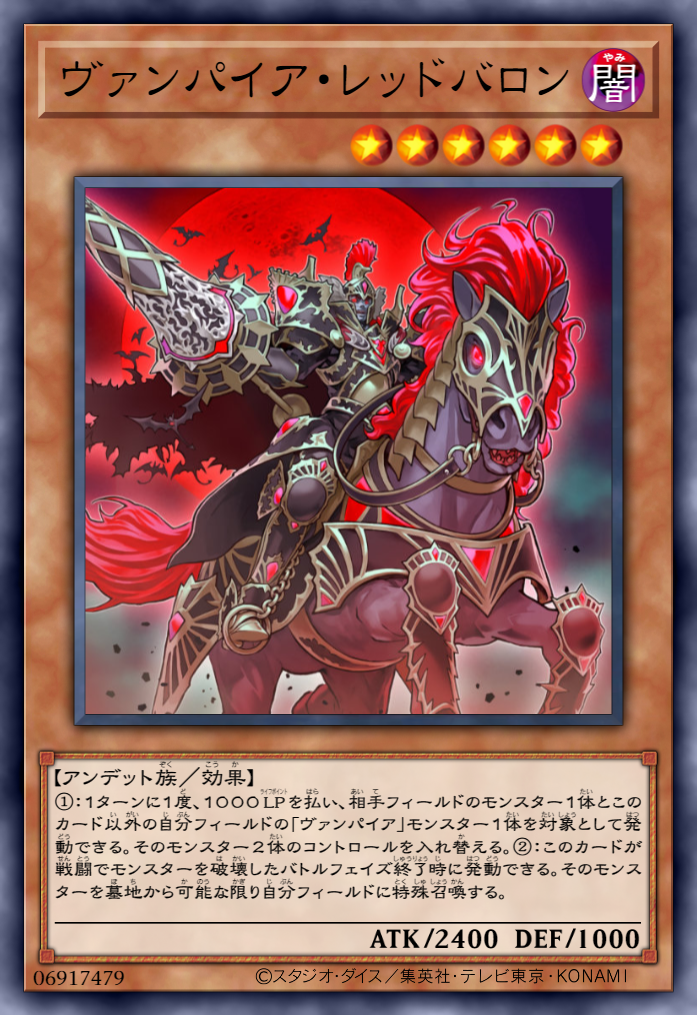 ヴァンパイア・レッドバロン
やみ
闇
【アンデット族／効果】
①：1ターンに1度、1000LPを払い、相手フィールドのモンスター1体とこの
カード以外の自分フィールドの「ヴァンパイア」モンスター1体を対象として発
動できる。そのモンスター2体のコントロールを入れ替える。②：このカードが
戦闘でモンスターを破壊したバトルフェイズ終了時に発動できる。そのモンス
ターを墓地から可能な限り自分フィールドに特殊召喚する。
ATK/2400 DEF/1000
06917479 ©スタジオ・ダイス／集英社・テレビ東京・KONAMI